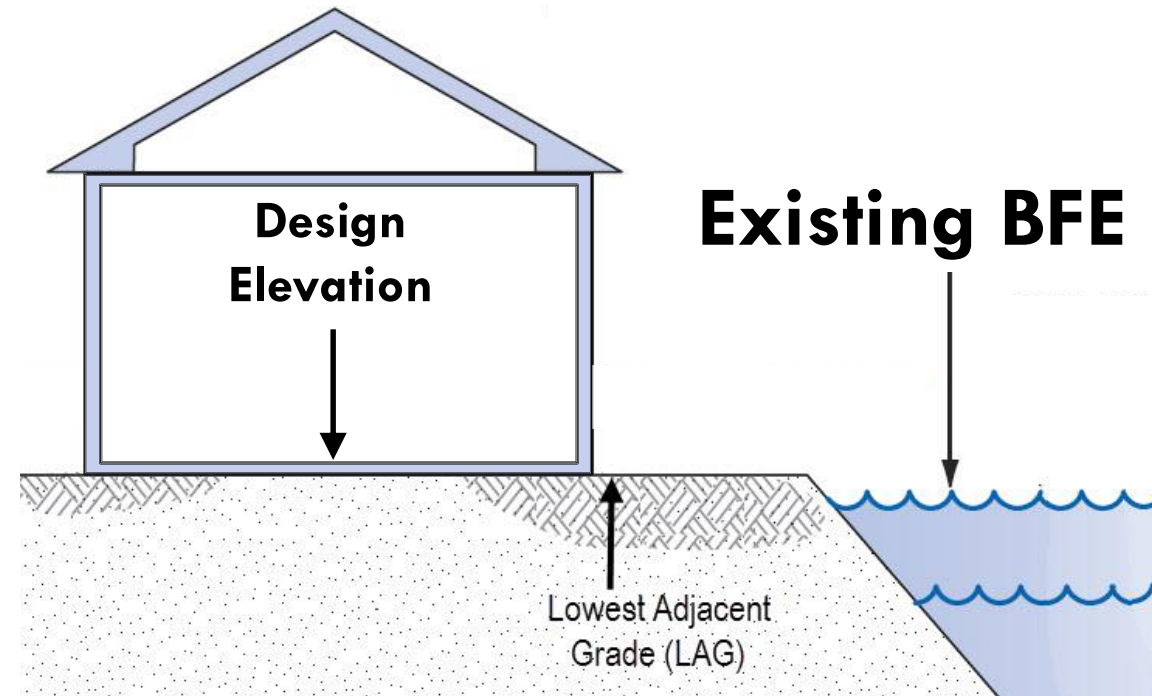 Design
Elevation
Existing BFE
Lowest Adjacent
Grade (LAG)